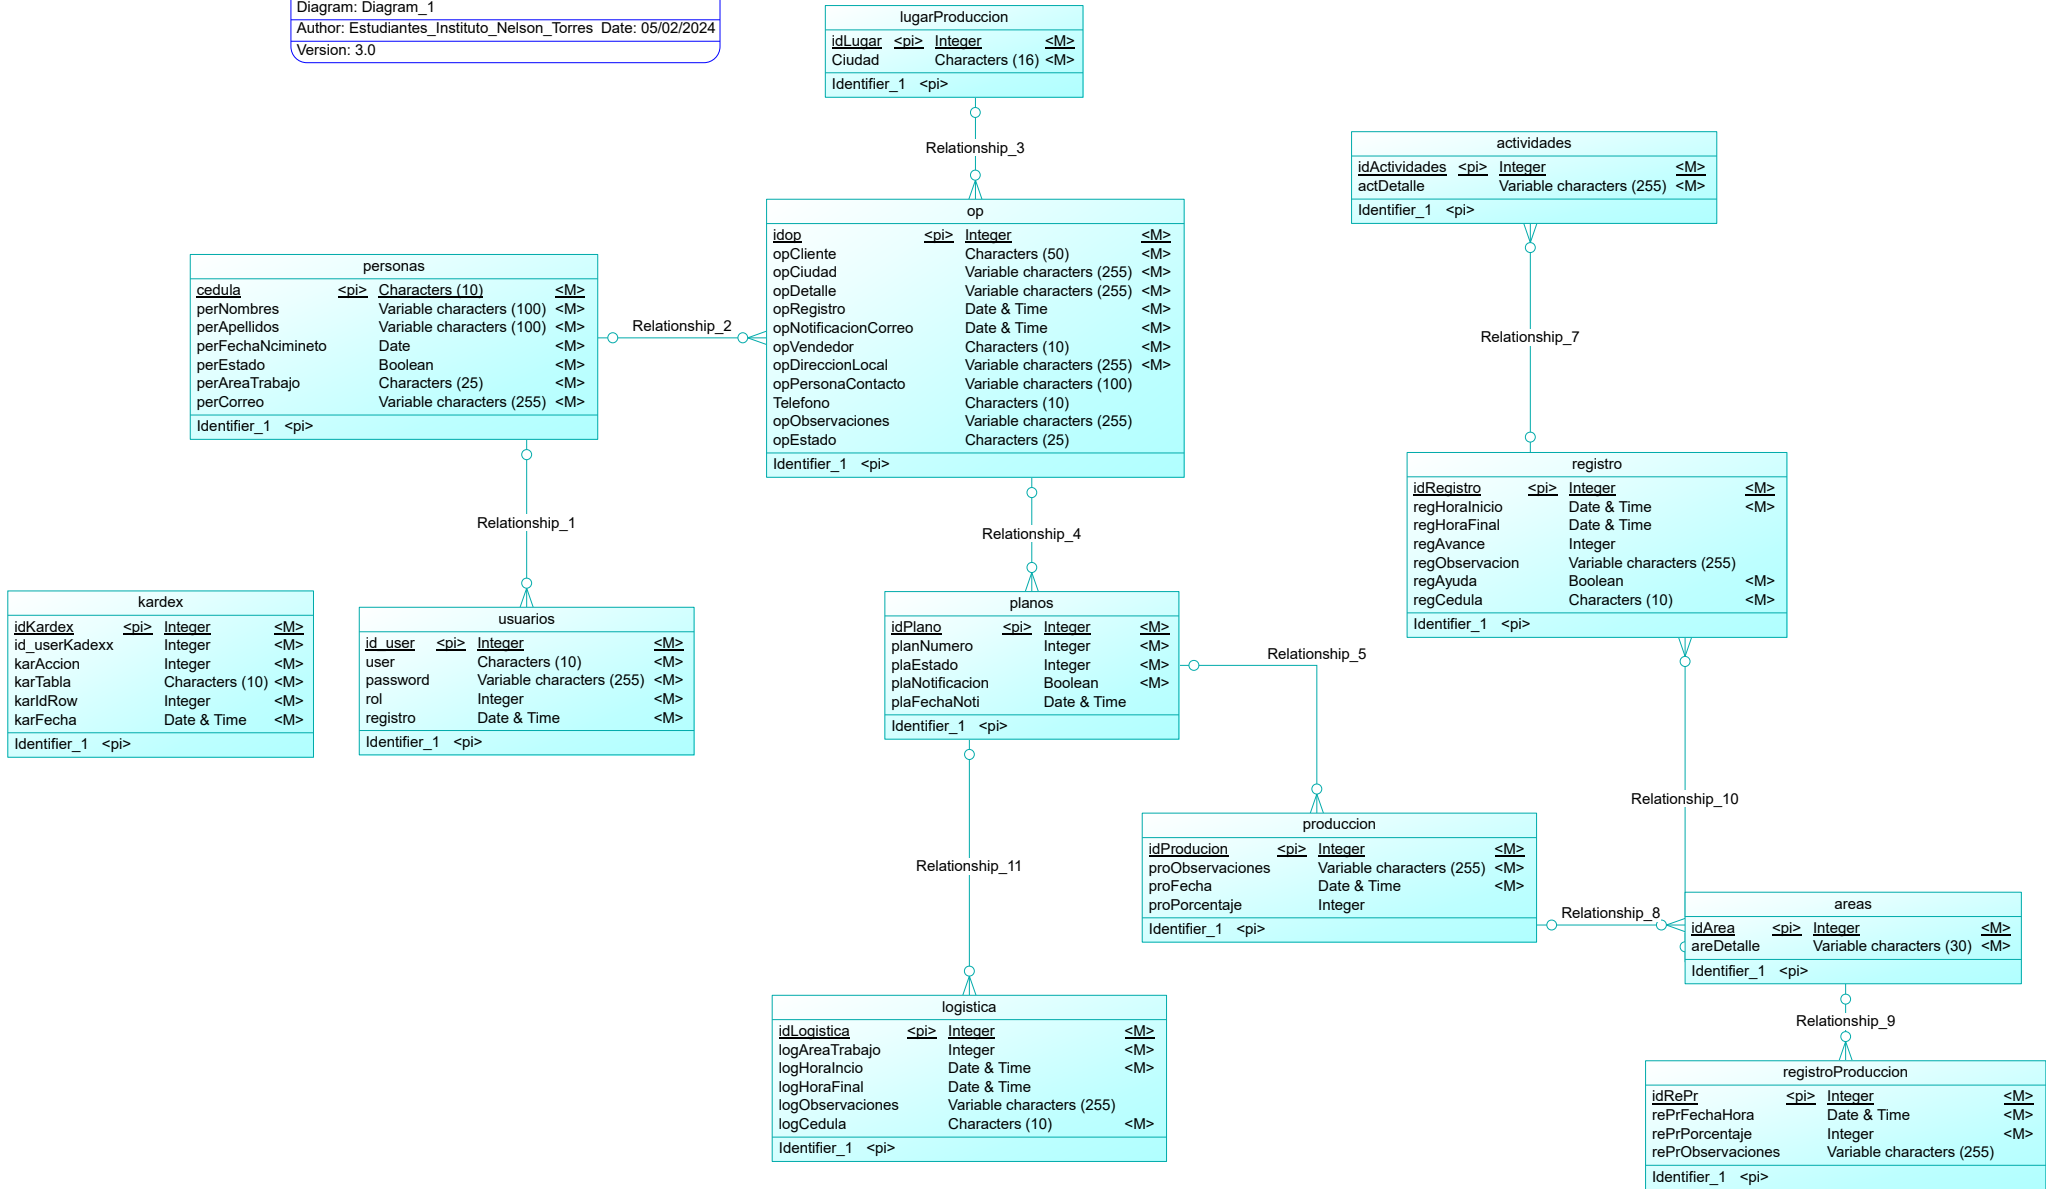 Diagram: Diagram_1
Author: Estudiantes_Instituto_Nelson_Torres Date: 05/02/2024
Version: 3.0
lugarProduccion
idLugar <pi> Integer <M>
Ciudad Characters (16) <M>
Identifier_1 <pi>
Relationship_3
actividades
idActividades <pi> Integer <M>
actDetalle Variable characters (255) <M>
Identifier_1 <pi>
op
idop <pi> Integer <M>
opCliente Characters (50) <M>
opCiudad Variable characters (255) <M>
opDetalle Variable characters (255) <M>
opRegistro Date & Time <M>
opNotificacionCorreo Date & Time <M>
opVendedor Characters (10) <M>
opDireccionLocal Variable characters (255) <M>
opPersonaContacto Variable characters (100)
Telefono Characters (10)
opObservaciones Variable characters (255)
opEstado Characters (25)
Identifier_1 <pi>
personas
cedula <pi> Characters (10) <M>
perNombres Variable characters (100) <M>
perApellidos Variable characters (100) <M>
perFechaNcimineto Date <M>
perEstado Boolean <M>
perAreaTrabajo Characters (25) <M>
perCorreo Variable characters (255) <M>
Identifier_1 <pi>
Relationship_2
Relationship_7
Relationship_1
Relationship_4
registro
idRegistro <pi> Integer <M>
regHoraInicio Date & Time <M>
regHoraFinal Date & Time
regAvance Integer
regObservacion Variable characters (255)
regAyuda Boolean <M>
regCedula Characters (10) <M>
Identifier_1 <pi>
kardex
idKardex <pi> Integer <M>
id_userKadexx Integer <M>
karAccion Integer <M>
karTabla Characters (10) <M>
karIdRow Integer <M>
karFecha Date & Time <M>
Identifier_1 <pi>
usuarios
id_user <pi> Integer <M>
user Characters (10) <M>
password Variable characters (255) <M>
rol Integer <M>
registro Date & Time <M>
Identifier_1 <pi>
planos
idPlano <pi> Integer <M>
planNumero Integer <M>
plaEstado Integer <M>
plaNotificacion Boolean <M>
plaFechaNoti Date & Time
Identifier_1 <pi>
Relationship_5
Relationship_10
Relationship_11
produccion
idProducion <pi> Integer <M>
proObservaciones Variable characters (255) <M>
proFecha Date & Time <M>
proPorcentaje Integer
Identifier_1 <pi>
Relationship_8
areas
idArea <pi> Integer <M>
areDetalle Variable characters (30) <M>
Identifier_1 <pi>
Relationship_9
logistica
idLogistica <pi> Integer <M>
logAreaTrabajo Integer <M>
logHoraIncio Date & Time <M>
logHoraFinal Date & Time
logObservaciones Variable characters (255)
logCedula Characters (10) <M>
Identifier_1 <pi>
registroProduccion
idRePr <pi> Integer <M>
rePrFechaHora Date & Time <M>
rePrPorcentaje Integer <M>
rePrObservaciones Variable characters (255)
Identifier_1 <pi>